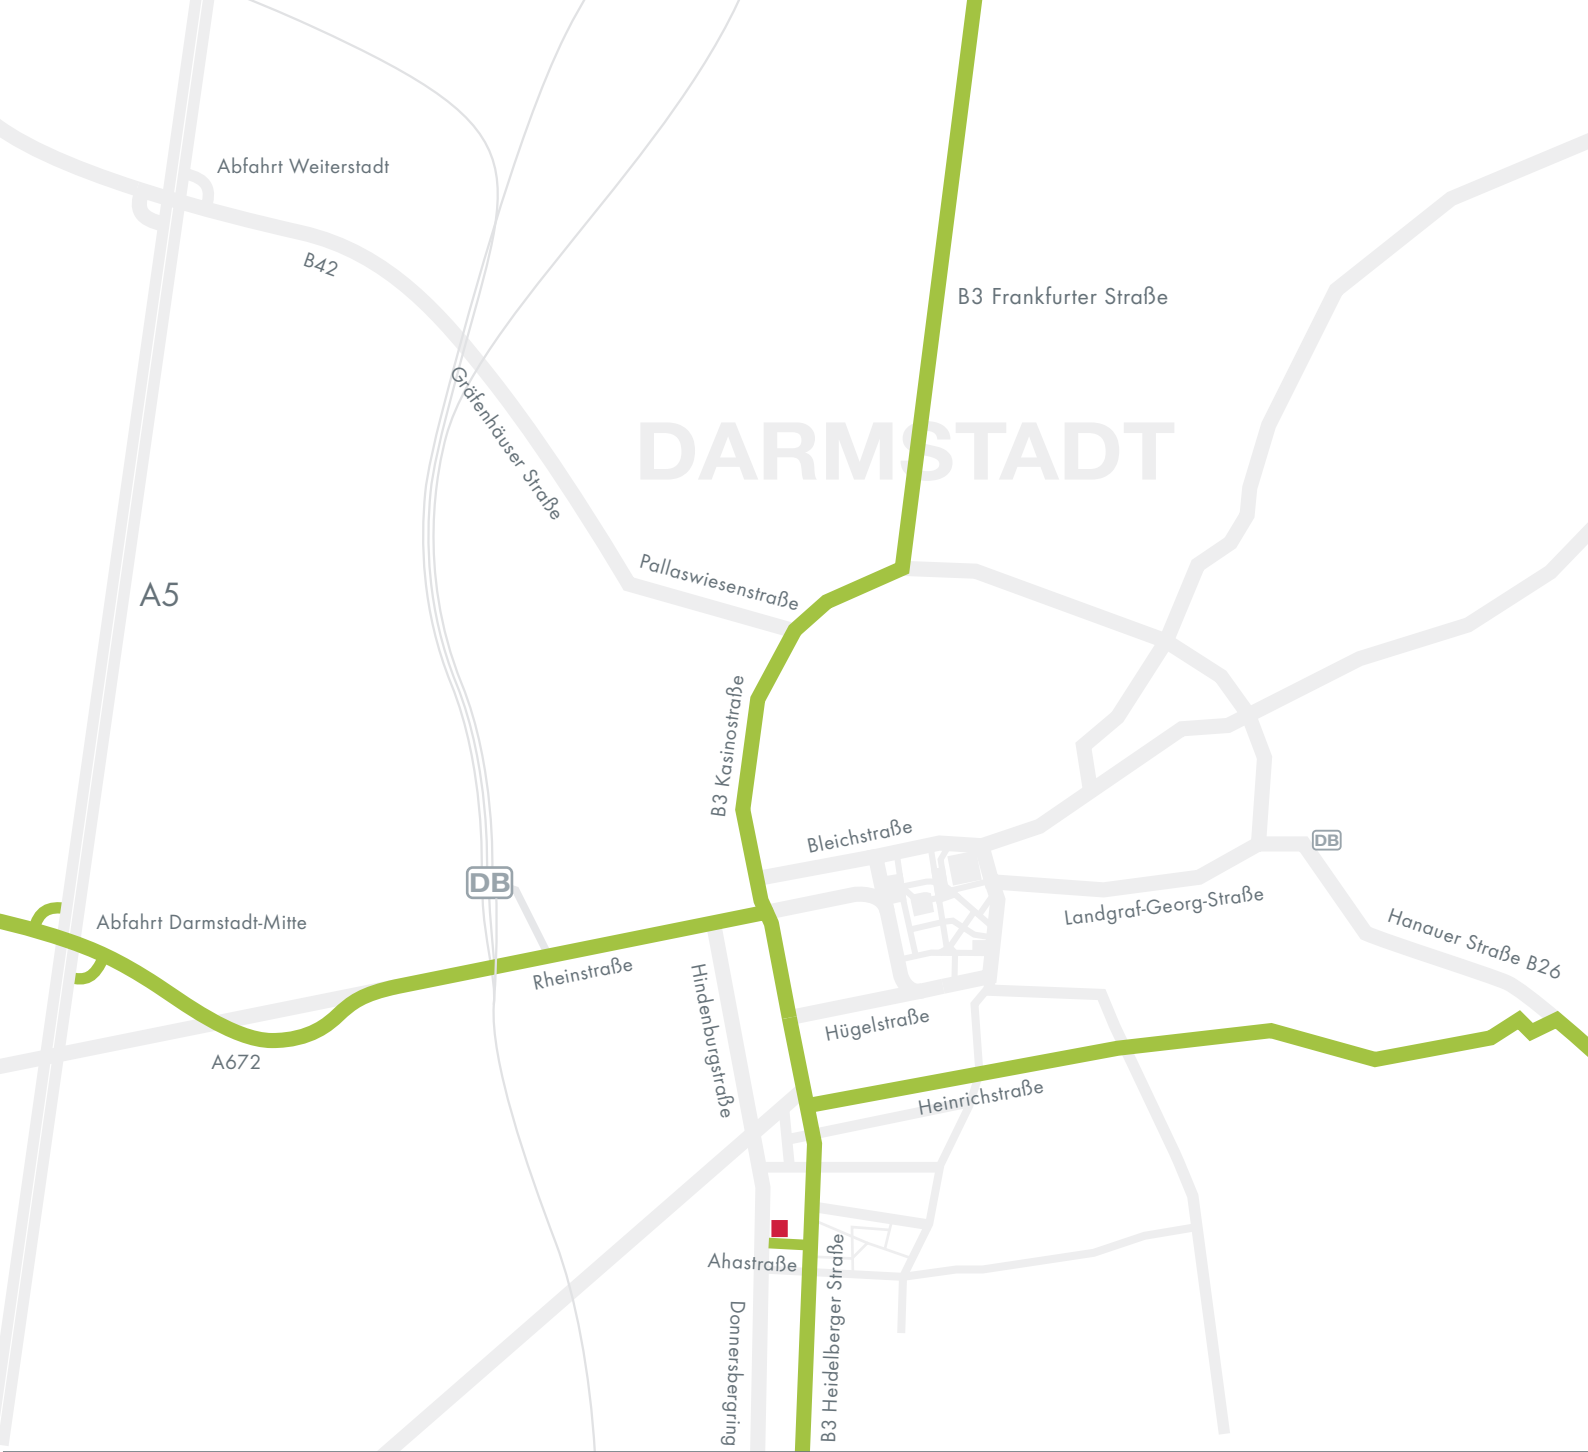 Abfahrt Weiterstadt
B42
B3 Frankfurter Straße
Gräfenhäuser Straße
DARMSTADT
Pallaswiesenstraße
A5
B3 Kasinostraße
Bleichstraße
DB
DB
Landgraf-Georg-Straße
Hanauer Straße B26
Abfahrt Darmstadt-Mitte
Rheinstraße
Hindenburgstraße
Hügelstraße
A672
Heinrichstraße
Ahastraße
B3 Heidelberger Straße
Donnersbergring